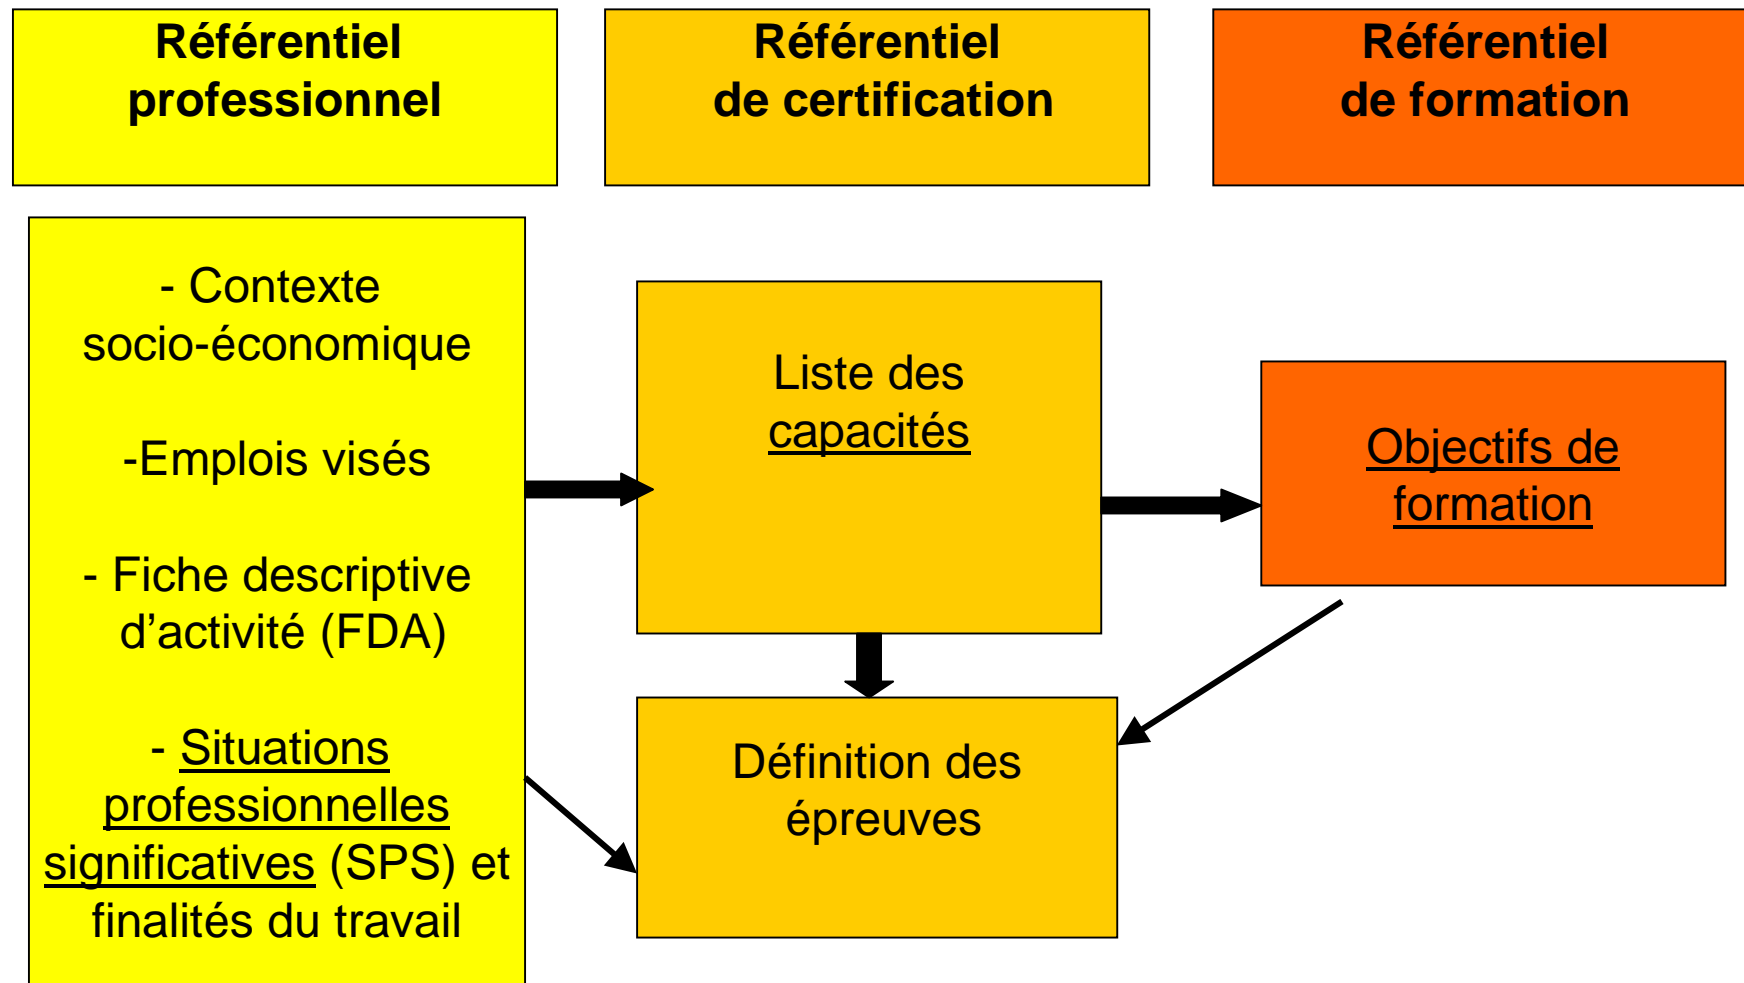 Référentiel
professionnel
Référentiel
de certification
Référentiel
de formation
- Contexte
socio-économique
-Emplois visés
- Fiche descriptive
d’activité (FDA)
- Situations
professionnelles
significatives (SPS) et
finalités du travail
Liste des
capacités
Définition des
épreuves
Objectifs de
formation